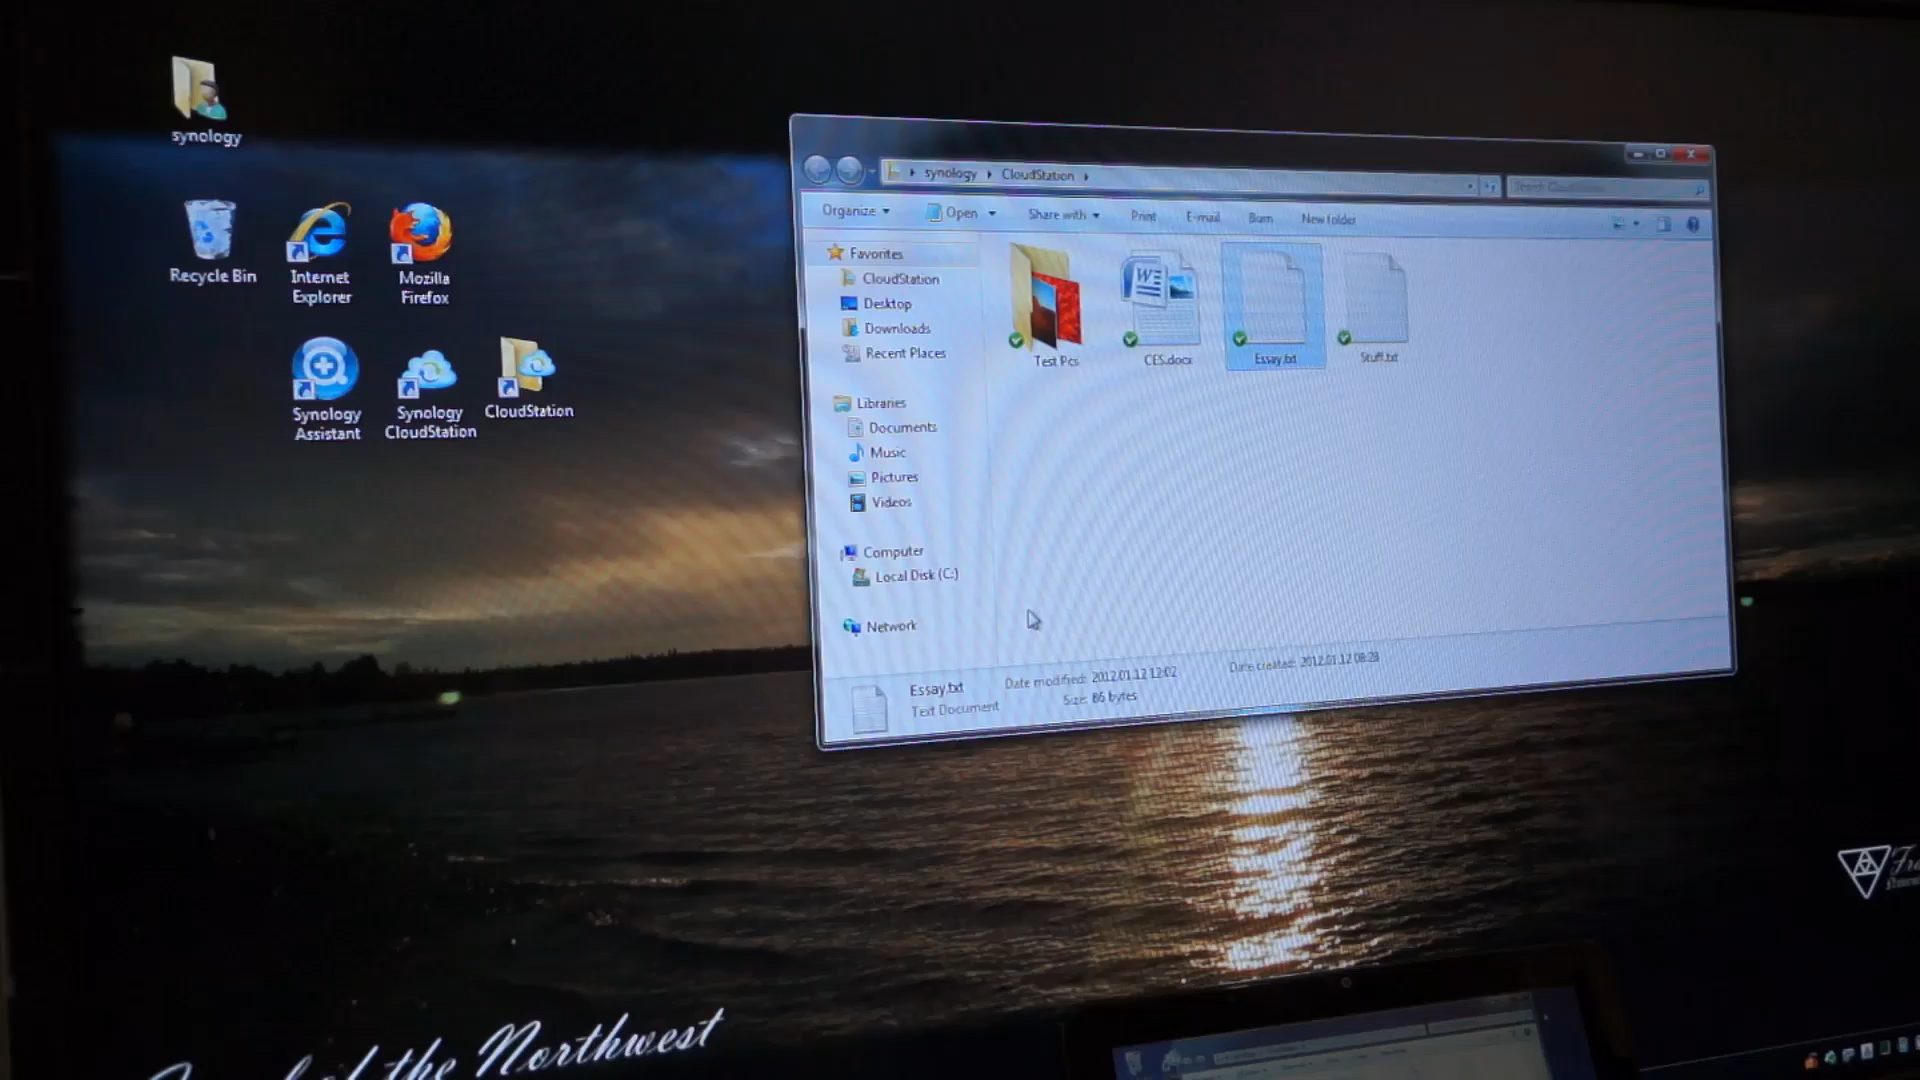 synology
Recycle Bin
Internet Explorer
Mozilla Firefox
Synology Assistant
Synology CloudStation
CloudStation
synology CloudStation
Organize Open Share with Print E-mail Burn New folder
Favorites
CloudStation
Desktop
Downloads
Recent Places
Libraries
Documents
Music
Pictures
Videos
Computer
Local Disk (C:)
Network
Test Pcs
CES.docx
Essay.txt
Stuff.txt
Essay.txt Date modified: 2012.01.12 12:02 Date created: 2012.01.12 08:28
Text Document Size: 86 bytes
of the Northwest